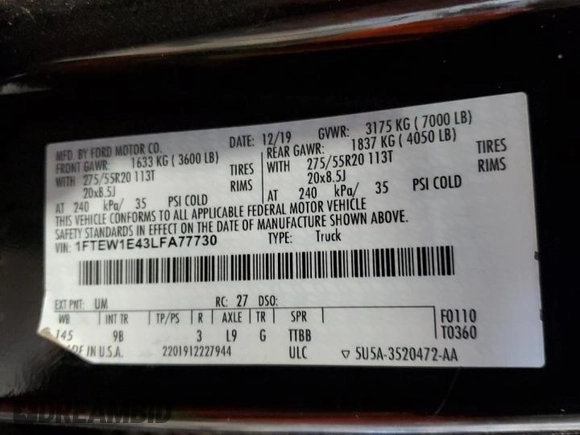 MFD. BY FORD MOTOR CO.
DATE: 12/19 GVWR: 3175 KG (7000 LB)
FRONT GAWR: 1633 KG (3600 LB) REAR GAWR: 1837 KG (4050 LB)
WITH 275/55R20 113T TIRES WITH 275/55R20 113T TIRES
20x8.5J RIMS 20x8.5J RIMS
AT 240 kPa/ 35 PSI COLD AT 240 kPa/ 35 PSI COLD
THIS VEHICLE CONFORMS TO ALL APPLICABLE FEDERAL MOTOR VEHICLE
SAFETY STANDARDS IN EFFECT ON THE DATE OF MANUFACTURE SHOWN ABOVE.
VIN: 1FTEW1E43LFA77730 TYPE: Truck
EXT PNT: UM RC: 27 DSO:
WB INT TR TP/PS R AXLE TR SPR F0110
145 9B 3 L9 G TTBB T0360
MADE IN U.S.A. 2201912227944 ULC ▽ 5U5A-3520472-AA
DREAMBID